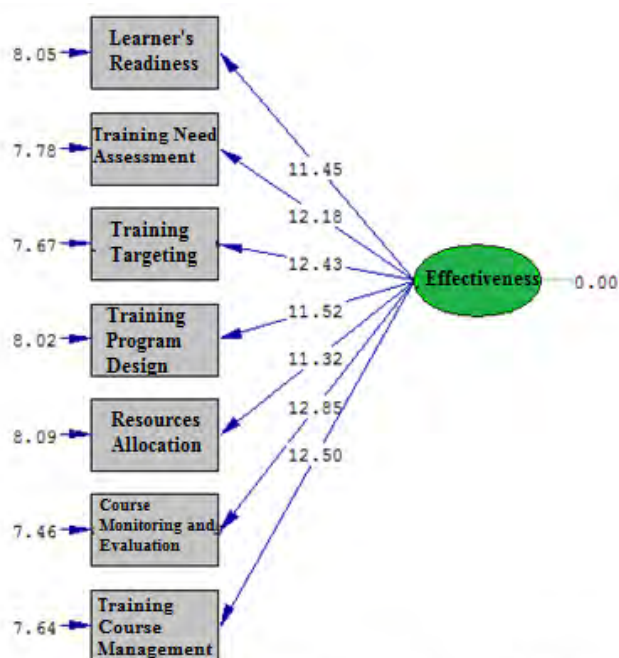 8.05
Learner's
Readiness
7.78
Training Need
Assessment
7.67
Training
Targeting
8.02
Training
Program
Design
8.09
Resources
Allocation
7.46
Course
Monitoring and
Evaluation
7.64
Training
Course
Management
11.45
12.18
12.43
11.52
11.32
12.85
12.50
Effectiveness
0.00